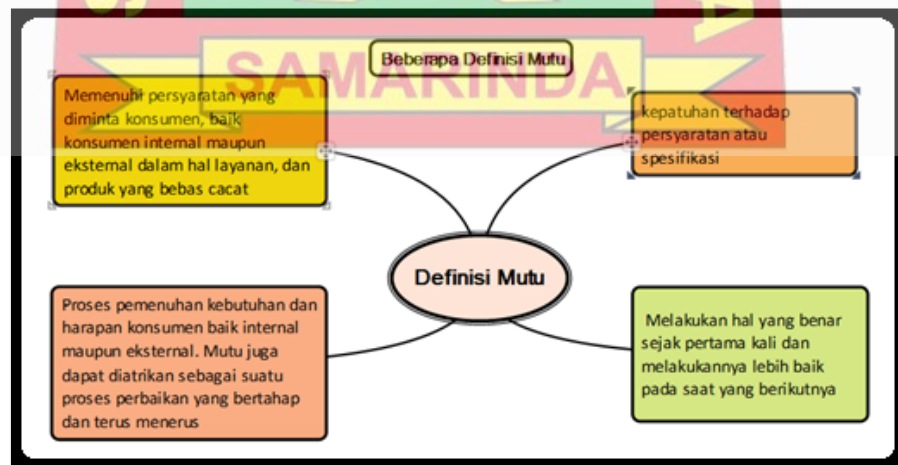 SAMARINDA
Beberapa Definisi Mutu
Memenuhi persyaratan yang
diminta konsumen, baik
konsumen internal maupun
eksternal dalam hal layanan, dan
produk yang bebas cacat
kepatuhan terhadap
persyaratan atau
spesifikasi
Definisi Mutu
Proses pemenuhan kebutuhan dan
harapan konsumen baik internal
maupun eksternal. Mutu juga
dapat diatrikan sebagai suatu
proses perbaikan yang bertahap
dan terus menerus
Melakukan hal yang benar
sejak pertama kali dan
melakukannya lebih baik
pada saat yang berikutnya